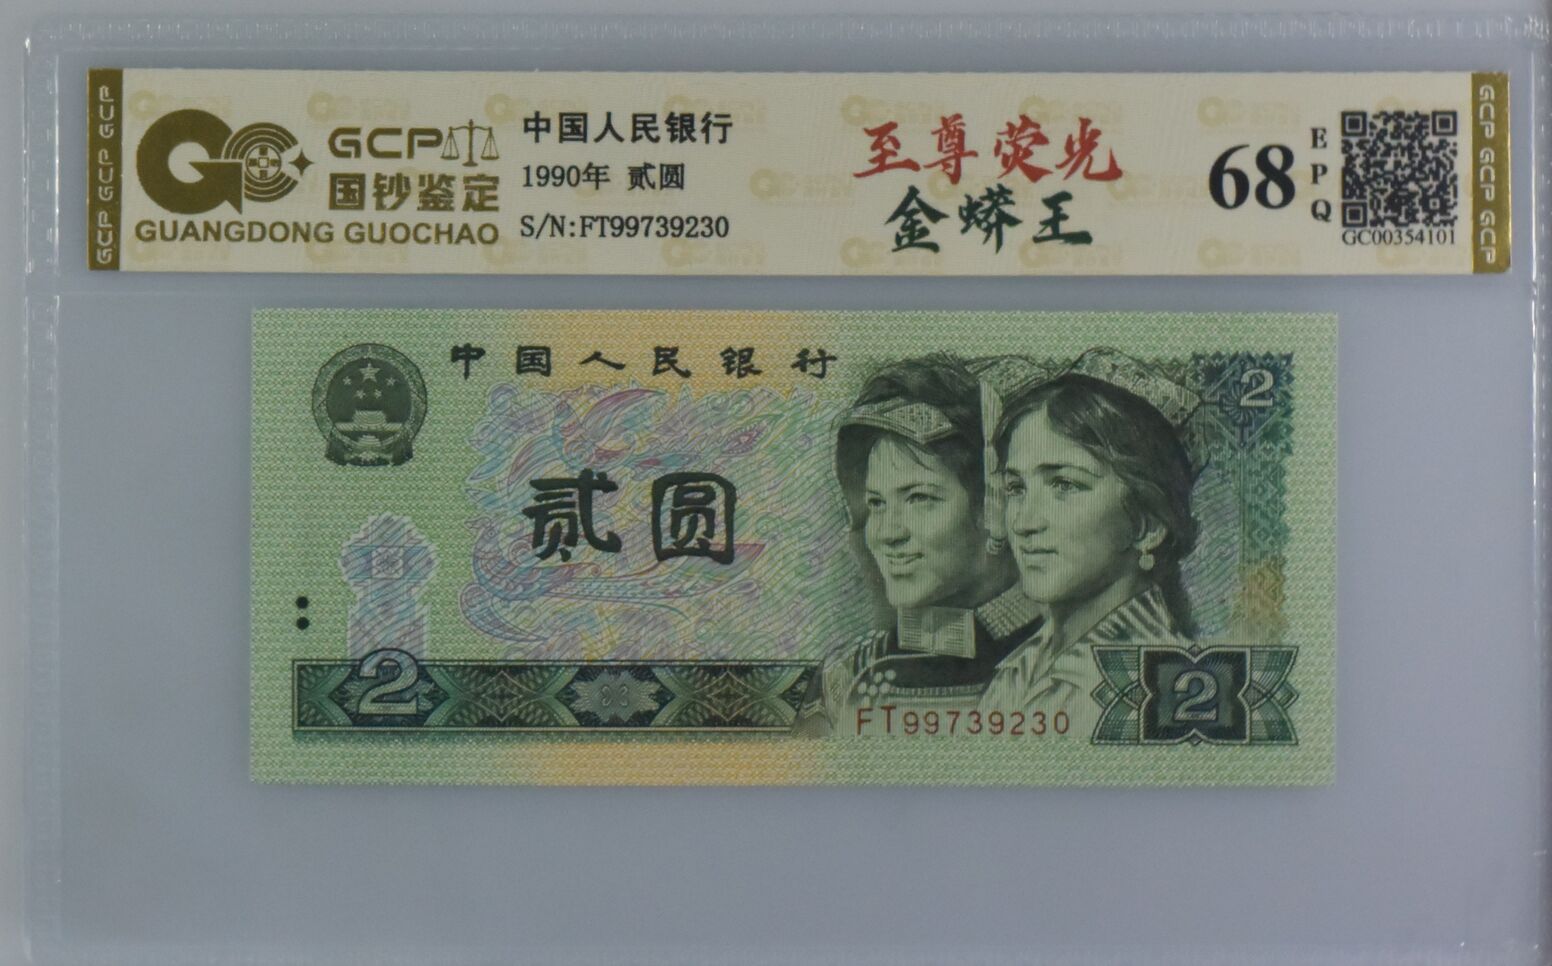 GCP
国钞鉴定
GUANGDONG GUOCHAO
中国人民银行
1990年 贰圆
S/N:FT99739230
至尊荧光
金蟒王
68
EPQ
GC00354101
GCP GCP GCP
GCP GCP GCP
中国人民银行
2
贰圆
2
FT99739230
2